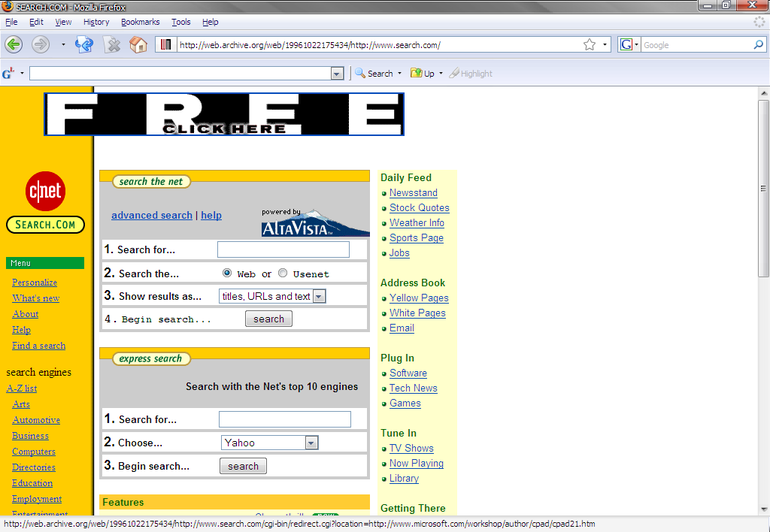 SEARCH.COM - Mozilla Firefox
File Edit View History Bookmarks Tools Help
http://web.archive.org/web/19961022175434/http://www.search.com/
G Google
G Search Up Highlight
FREE
CLICK HERE
c|net
SEARCH.COM
Menu
Personalize
What's new
About
Help
Find a search
search engines
A-Z list
Arts
Automotive
Business
Computers
Directories
Education
Employment
Entertainment
search the net
advanced search | help
powered by
ALTAVISTA
1. Search for...
2. Search the... Web or Usenet
3. Show results as... titles, URLs and text
4. Begin search... search
express search
Search with the Net's top 10 engines
1. Search for...
2. Choose... Yahoo
3. Begin search... search
Features
Daily Feed
Newsstand
Stock Quotes
Weather Info
Sports Page
Jobs
Address Book
Yellow Pages
White Pages
Email
Plug In
Software
Tech News
Games
Tune In
TV Shows
Now Playing
Library
Getting There
http://web.archive.org/web/19961022175434/http://www.search.com/cgi-bin/redirect.cgi?location=http://www.microsoft.com/workshop/author/cpad/cpad21.htm